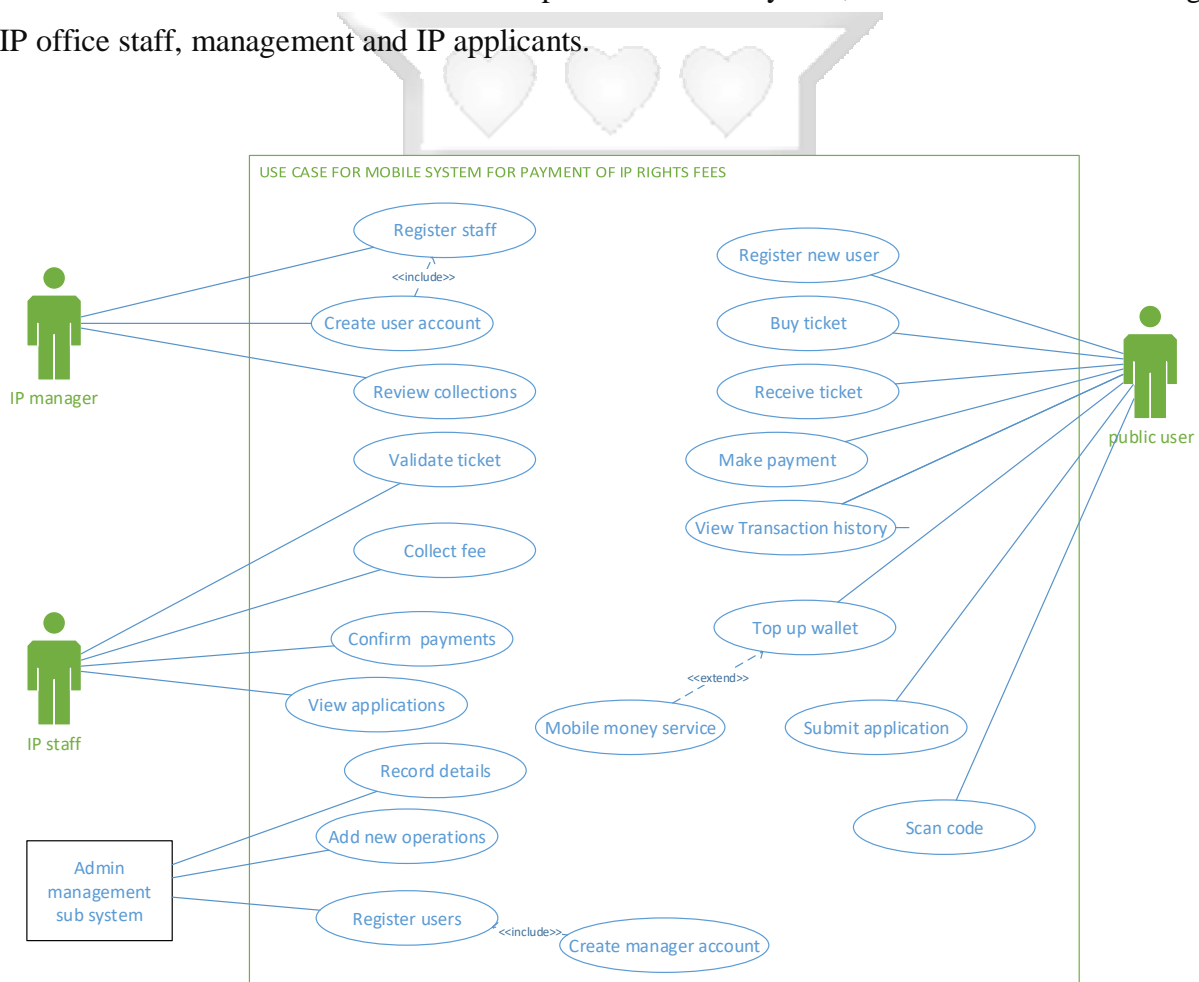 IP office staff, management and IP applicants.
USE CASE FOR MOBILE SYSTEM FOR PAYMENT OF IP RIGHTS FEES
Register staff
<<include>>
Create user account
Review collections
IP manager
Validate ticket
Collect fee
Confirm payments
View applications
IP staff
Record details
Add new operations
Register users
<<include>>
Create manager account
Admin
management
sub system
Register new user
Buy ticket
Receive ticket
Make payment
View Transaction history
public user
Top up wallet
<<extend>>
Mobile money service
Submit application
Scan code